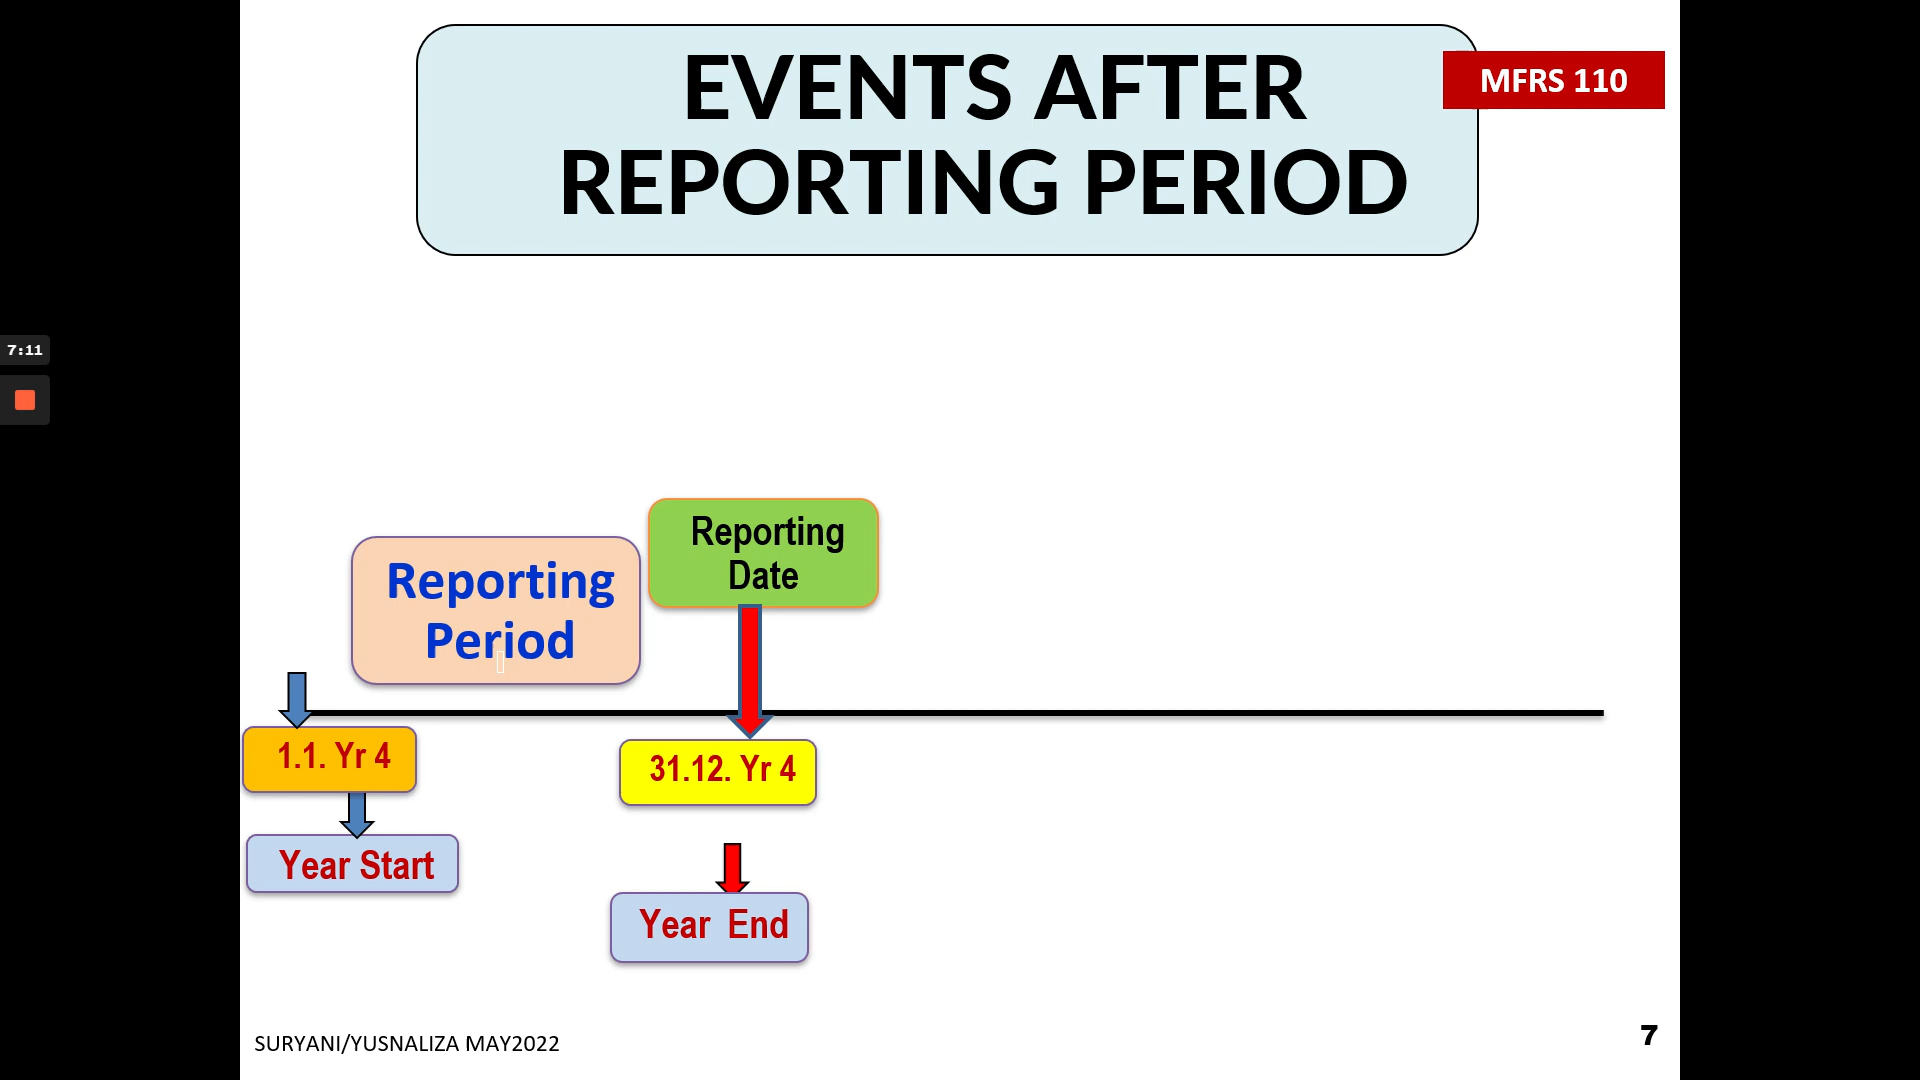 EVENTS AFTER
REPORTING PERIOD
MFRS 110
7:11
Reporting
Date
Reporting
Period
1.1. Yr 4
31.12. Yr 4
Year Start
Year End
SURYANI/YUSNALIZA MAY2022
7